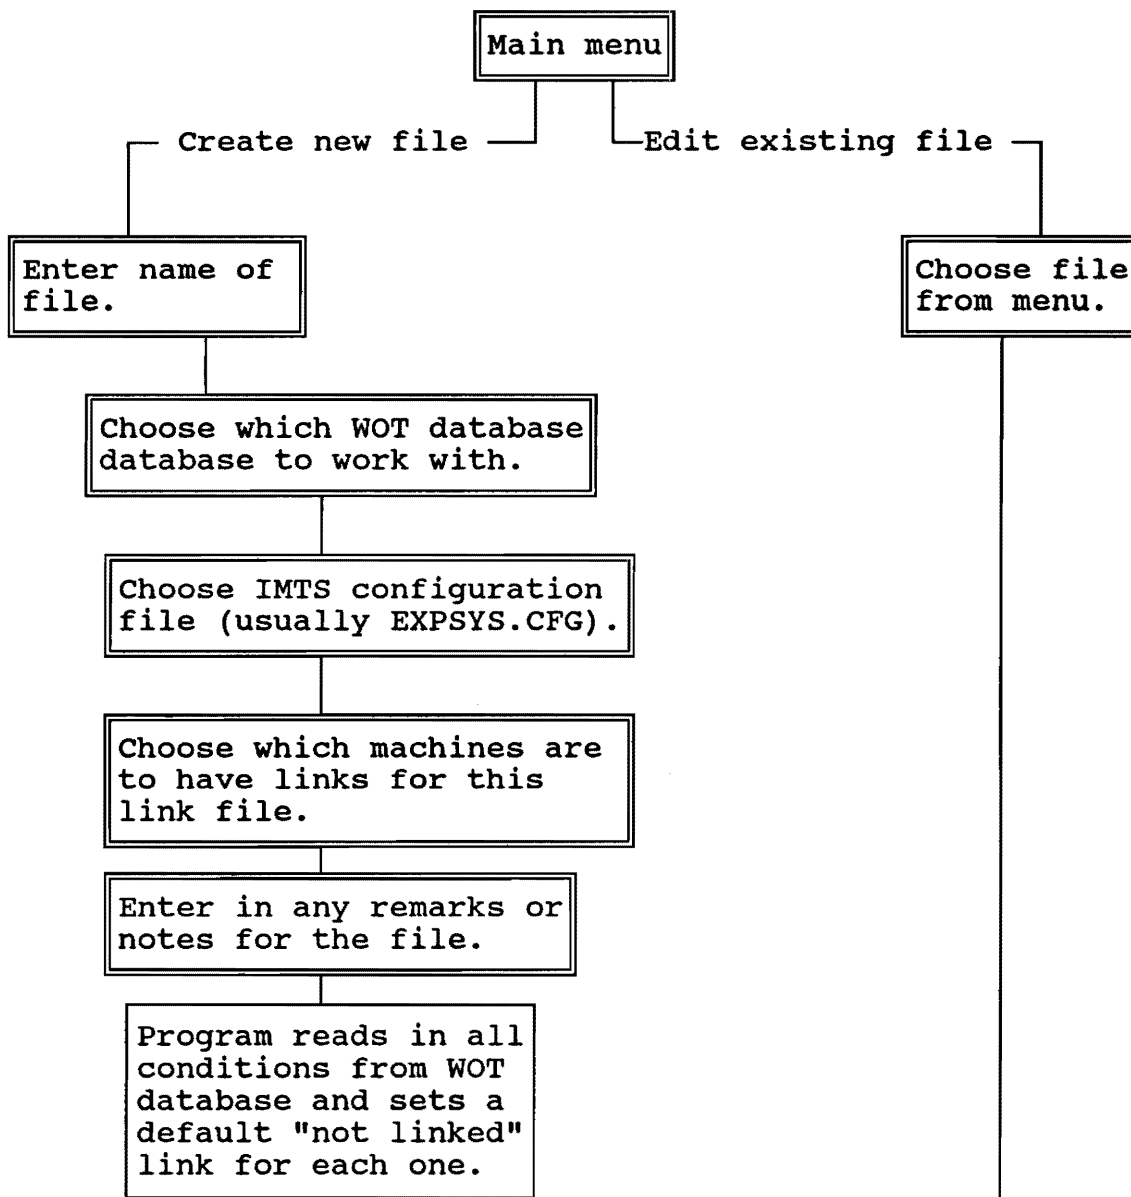 Main menu
Create new file
Edit existing file
Enter name of
file.
Choose file
from menu.
Choose which WOT database
database to work with.
Choose IMTS configuration
file (usually EXPSYS.CFG).
Choose which machines are
to have links for this
link file.
Enter in any remarks or
notes for the file.
Program reads in all
conditions from WOT
database and sets a
default "not linked"
link for each one.